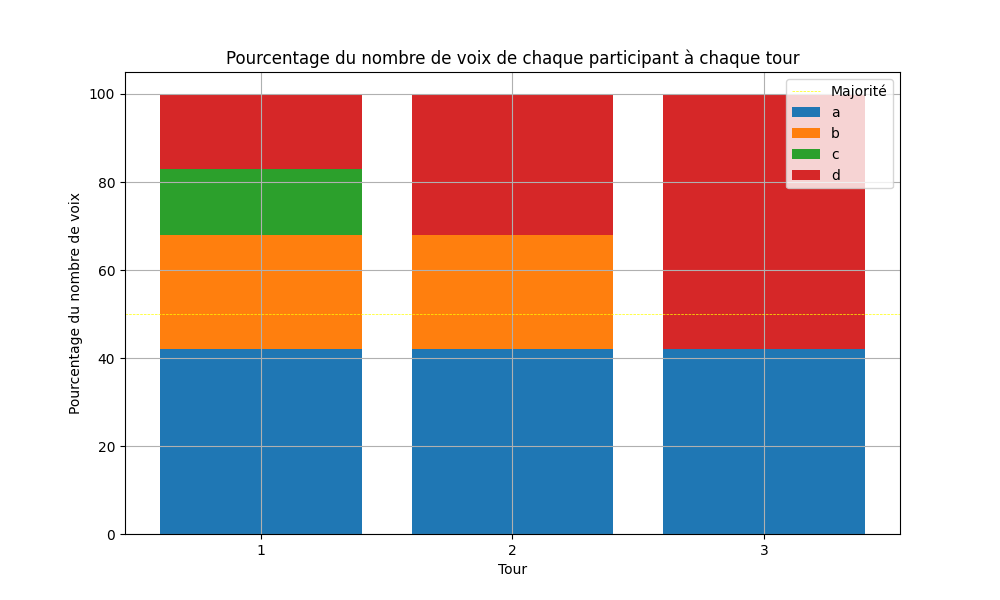 Pourcentage du nombre de voix de chaque participant à chaque tour
Majorité
a
b
c
d
100
80
60
40
20
0
Pourcentage du nombre de voix
1 2 3
Tour